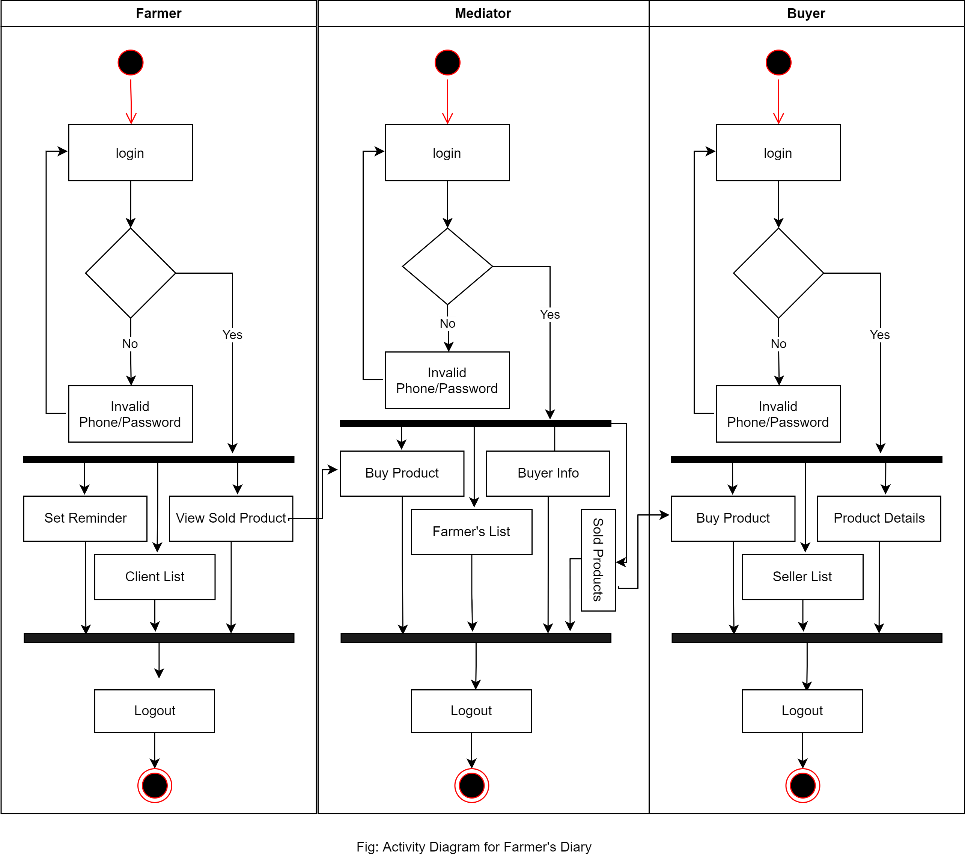 Farmer
Mediator
Buyer
login
login
login
No
Yes
No
Yes
No
Yes
Invalid
Phone/Password
Invalid
Phone/Password
Invalid
Phone/Password
Set Reminder
View Sold Product
Client List
Buy Product
Buyer Info
Farmer's List
Sold Products
Buy Product
Product Details
Seller List
Logout
Logout
Logout
Fig: Activity Diagram for Farmer's Diary